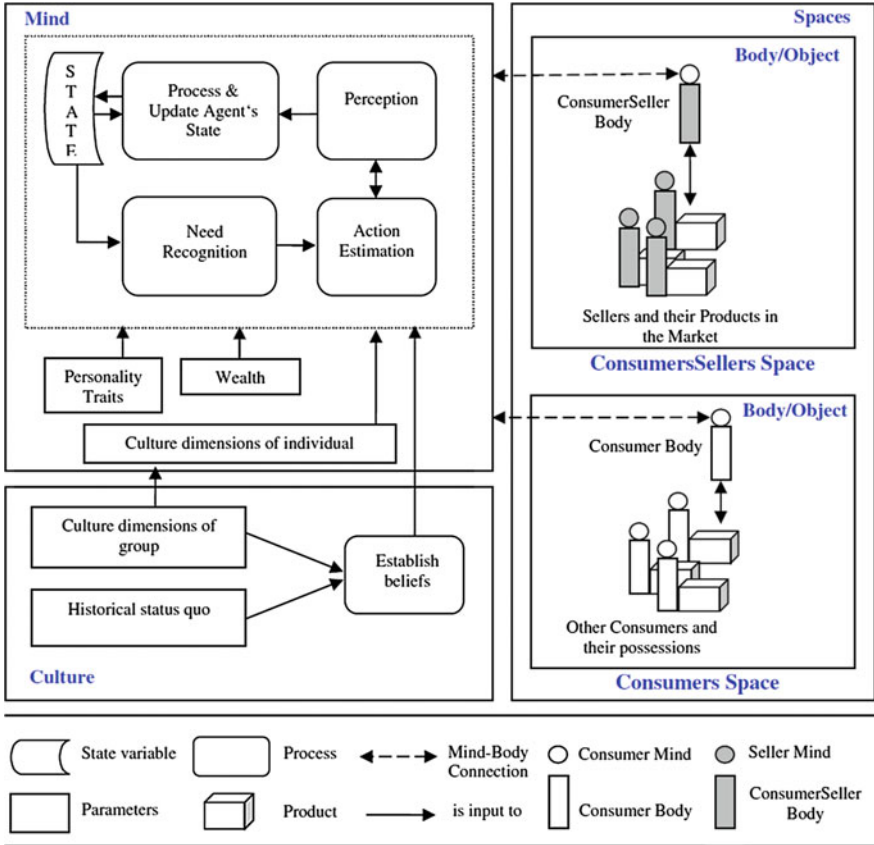 Mind
S
T
A
T
E
Process &
Update Agent's
State
Perception
Need
Recognition
Action
Estimation
Personality
Traits
Wealth
Culture dimensions of individual
Culture dimensions of
group
Historical status quo
Establish
beliefs
Culture
Spaces
Body/Object
ConsumerSeller
Body
Sellers and their Products in
the Market
ConsumersSellers Space
Body/Object
Consumer Body
Other Consumers and
their possessions
Consumers Space
State variable
Process
Mind-Body
Connection
Consumer Mind
Seller Mind
Parameters
Product
is input to
Consumer Body
ConsumerSeller
Body